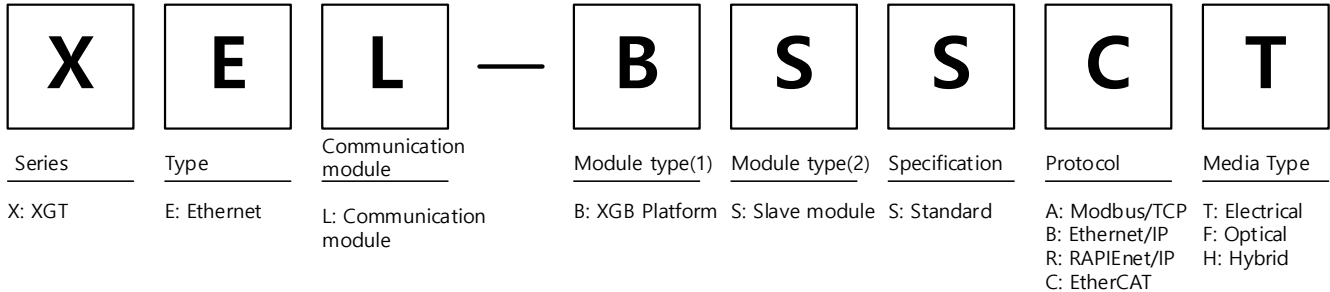 X E L — B S S C T
Series
Type
Communication
module
Module type(1)
Module type(2)
Specification
Protocol
Media Type
X: XGT
E: Ethernet
L: Communication
module
B: XGB Platform
S: Slave module
S: Standard
A: Modbus/TCP
B: Ethernet/IP
R: RAPIEnet/IP
C: EtherCAT
T: Electrical
F: Optical
H: Hybrid